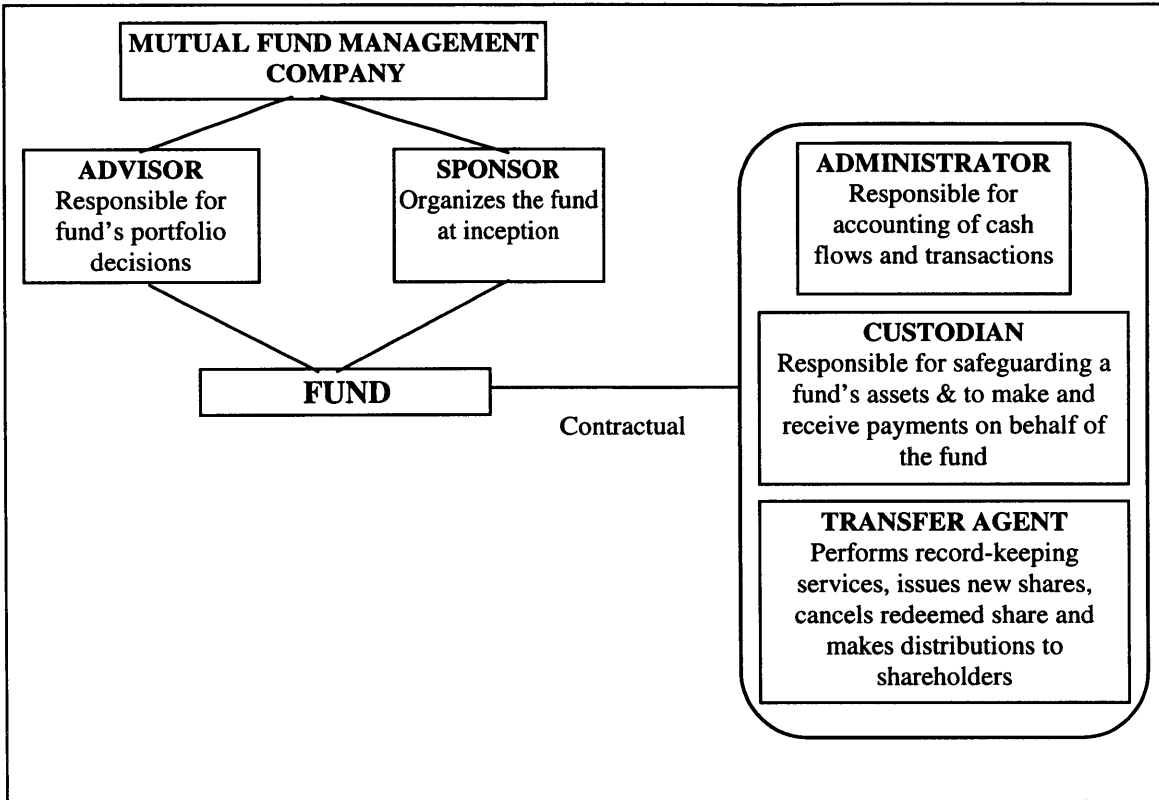 MUTUAL FUND MANAGEMENT
COMPANY
ADVISOR
Responsible for
fund's portfolio
decisions
SPONSOR
Organizes the fund
at inception
FUND
Contractual
ADMINISTRATOR
Responsible for
accounting of cash
flows and transactions
CUSTODIAN
Responsible for safeguarding a
fund's assets & to make and
receive payments on behalf of
the fund
TRANSFER AGENT
Performs record-keeping
services, issues new shares,
cancels redeemed share and
makes distributions to
shareholders